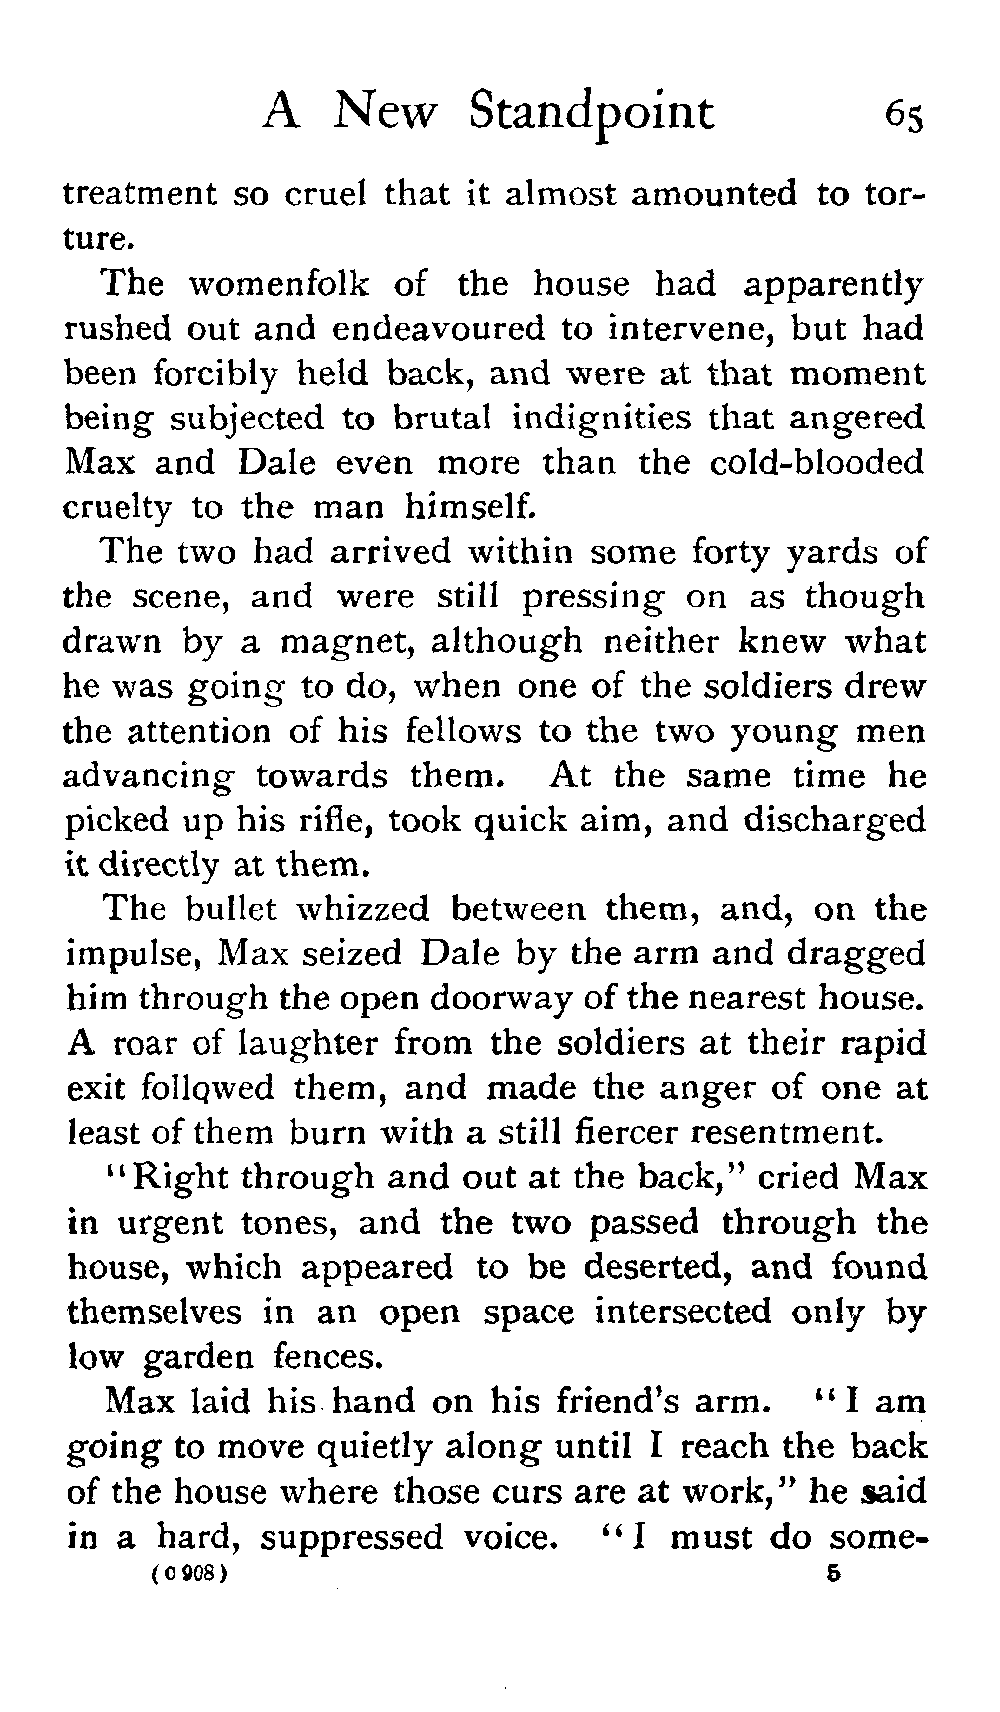 A New Standpoint 65
treatment so cruel that it almost amounted to tor-
ture.
The womenfolk of the house had apparently
rushed out and endeavoured to intervene, but had
been forcibly held back, and were at that moment
being subjected to brutal indignities that angered
Max and Dale even more than the cold-blooded
cruelty to the man himself.
The two had arrived within some forty yards of
the scene, and were still pressing on as though
drawn by a magnet, although neither knew what
he was going to do, when one of the soldiers drew
the attention of his fellows to the two young men
advancing towards them. At the same time he
picked up his rifle, took quick aim, and discharged
it directly at them.
The bullet whizzed between them, and, on the
impulse, Max seized Dale by the arm and dragged
him through the open doorway of the nearest house.
A roar of laughter from the soldiers at their rapid
exit followed them, and made the anger of one at
least of them burn with a still fiercer resentment.
"Right through and out at the back," cried Max
in urgent tones, and the two passed through the
house, which appeared to be deserted, and found
themselves in an open space intersected only by
low garden fences.
Max laid his hand on his friend's arm. "I am
going to move quietly along until I reach the back
of the house where those curs are at work," he said
in a hard, suppressed voice. "I must do some-
(C 908) 5